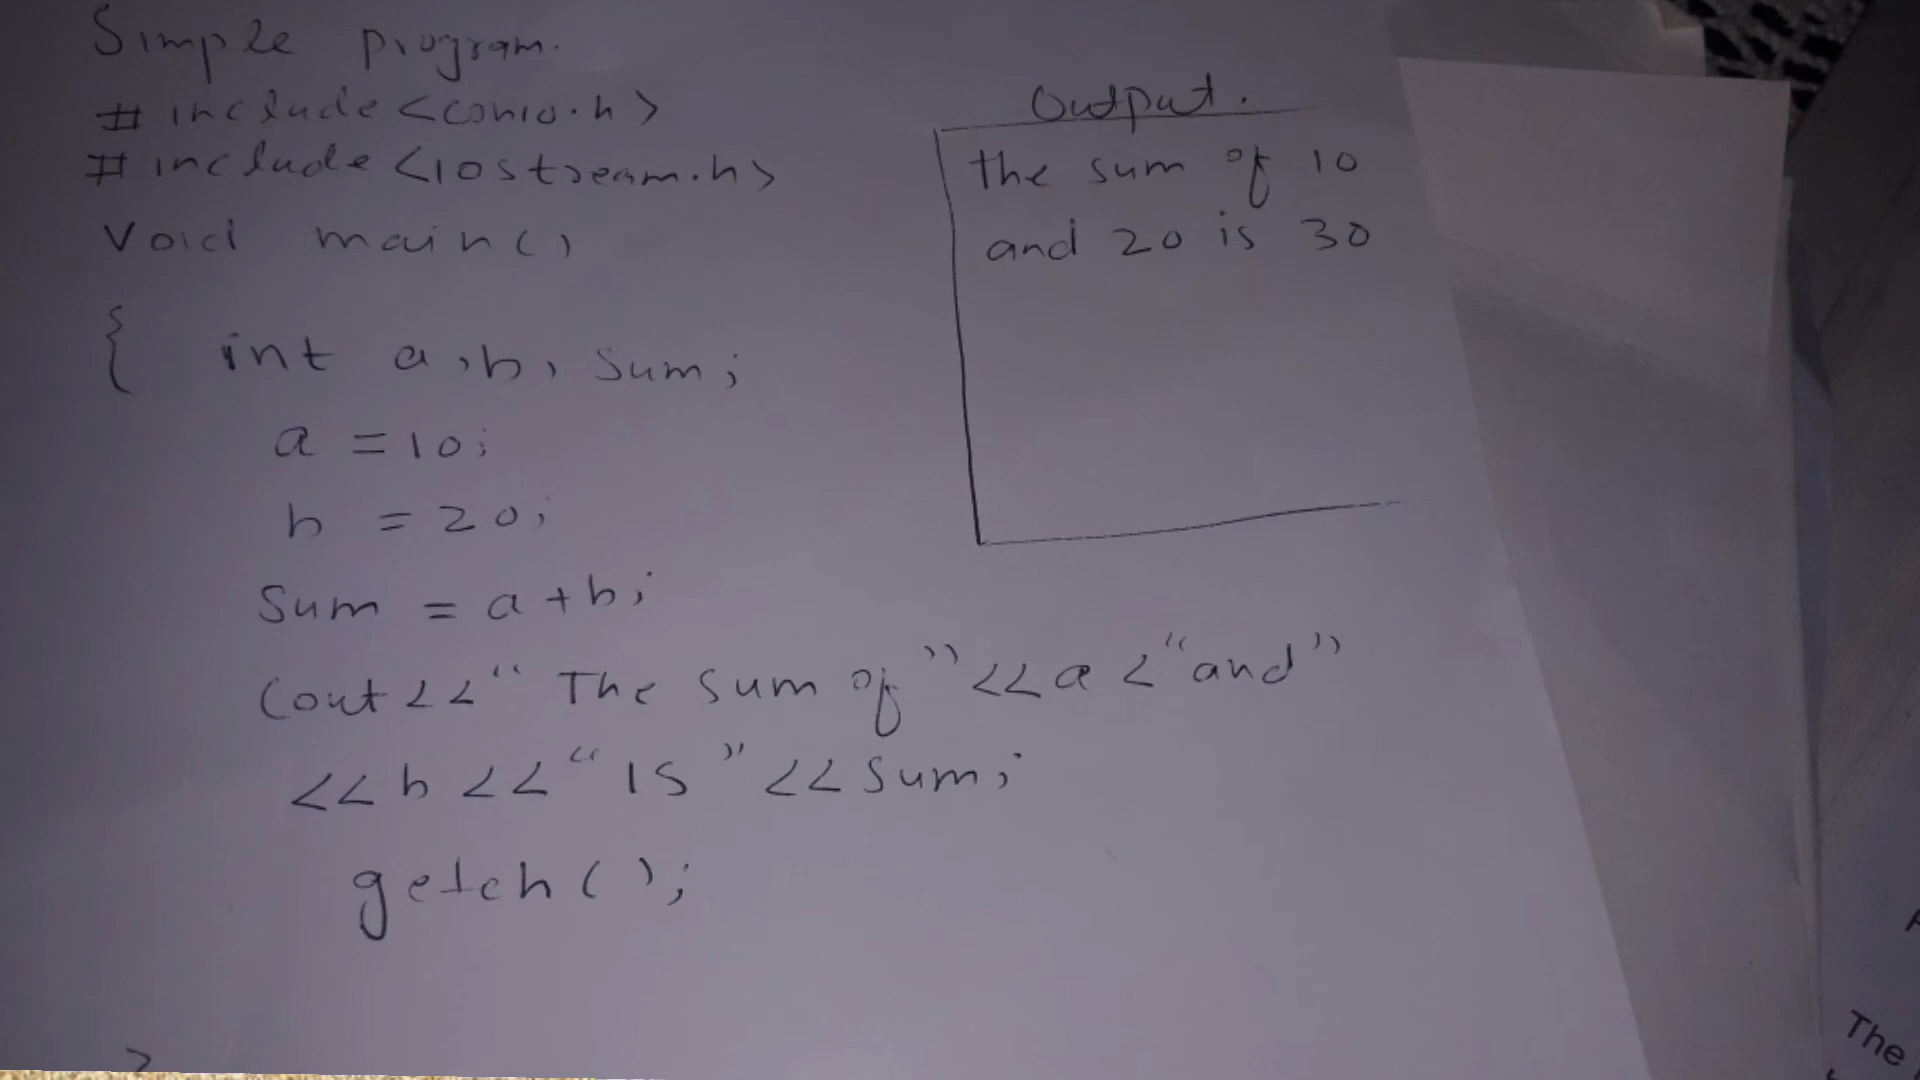 Simple program.
# include <conio.h>
# include <iostream.h>
Void main()
{ int a, b, sum;
a = 10;
b = 20;
Sum = a + b;
Cout << “ The sum of ” << a < “and”
<< b << “ is ” << sum;
getch();
Output.
the sum of 10
and 20 is 30
The